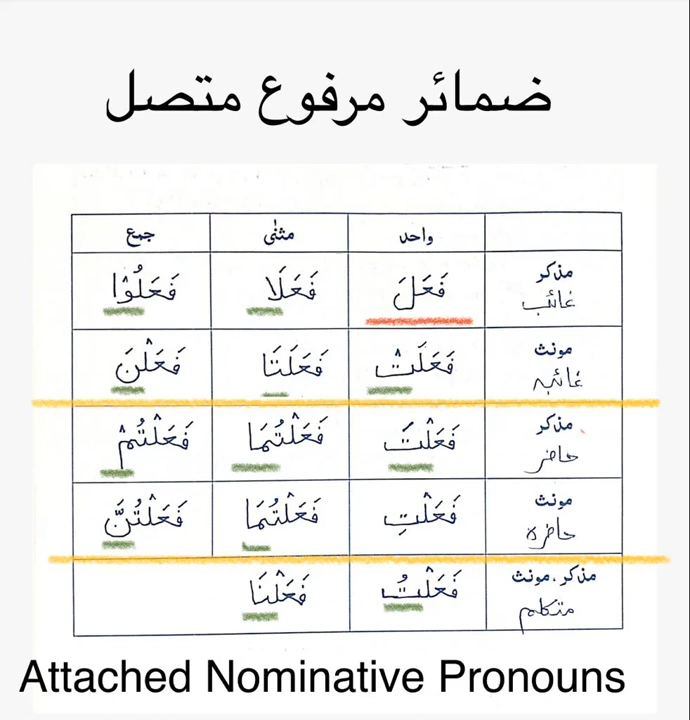 ضمائر مرفوع متصل
واحد مثنٰى جمع
مذکر غائب فَعَلَ فَعَلَا فَعَلُوْا
مونث غائبہ فَعَلَتْ فَعَلَتَا فَعَلْنَ
مذکر حاضر فَعَلْتَ فَعَلْتُمَا فَعَلْتُمْ
مونث حاضرہ فَعَلْتِ فَعَلْتُمَا فَعَلْتُنَّ
مذکر، مونث متکلم فَعَلْتُ فَعَلْنَا
Attached Nominative Pronouns